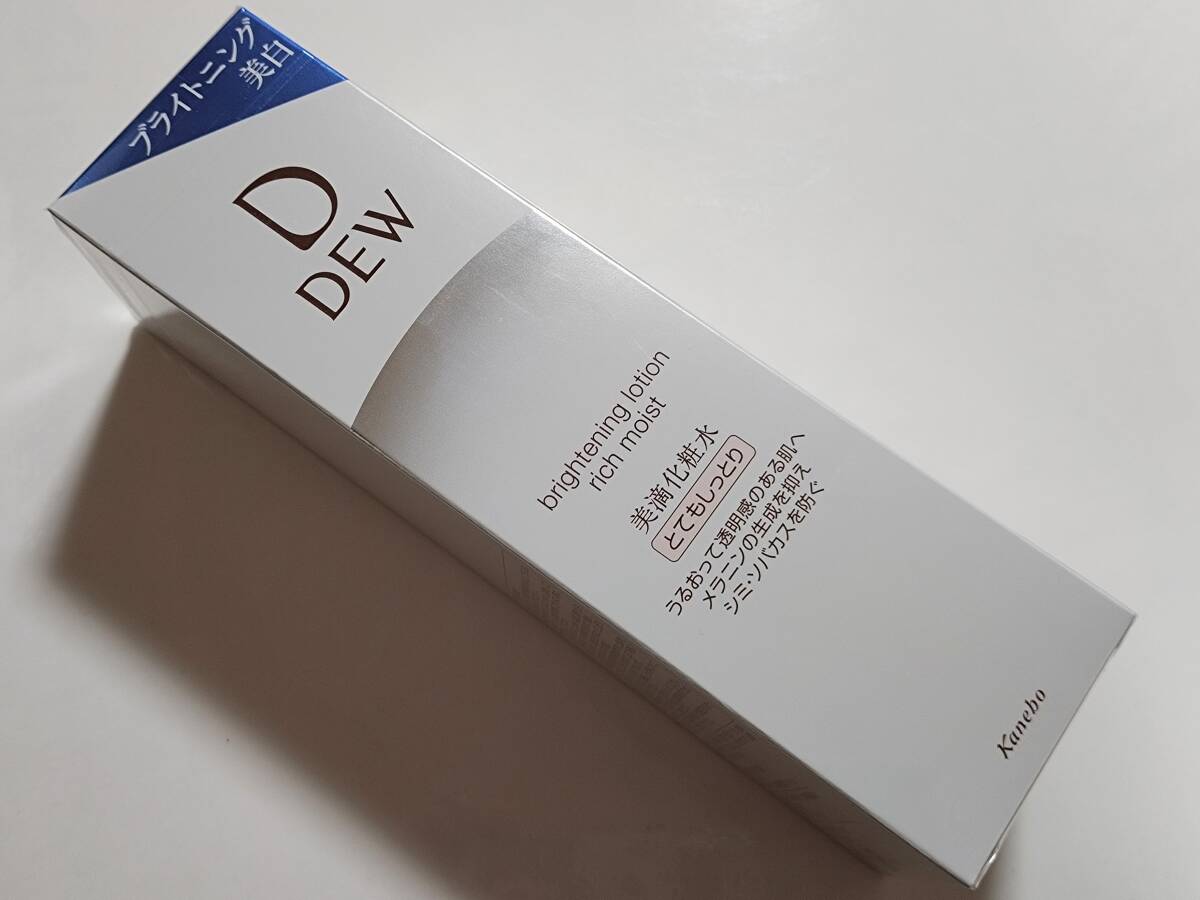 ブライトニング
美白
D
DEW
brightening lotion
rich moist
美滴化粧水
とてもしっとり
うるおって透明感のある肌へ
メラニンの生成を抑え
シミ・ソバカスを防ぐ
Kanebo